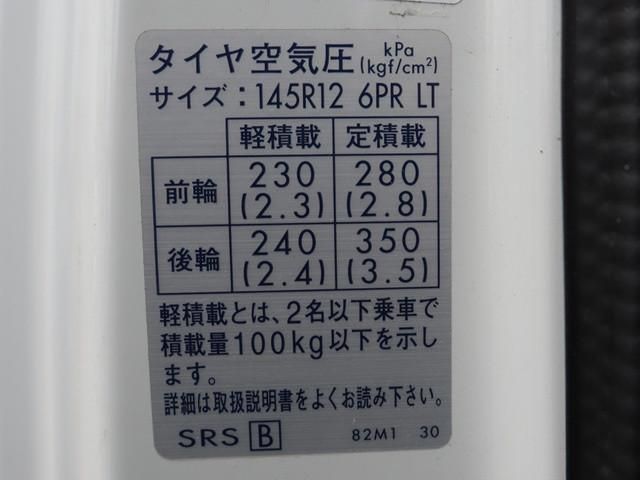 タイヤ空気圧 kPa (kgf/cm²)
サイズ：145R12 6PR LT
軽積載 定積載
前輪 230 (2.3) 280 (2.8)
後輪 240 (2.4) 350 (3.5)
軽積載とは、2名以下乗車で
積載量100kg以下を示し
ます。
詳細は取扱説明書をよくお読み下さい。
SRS B 82M1 30